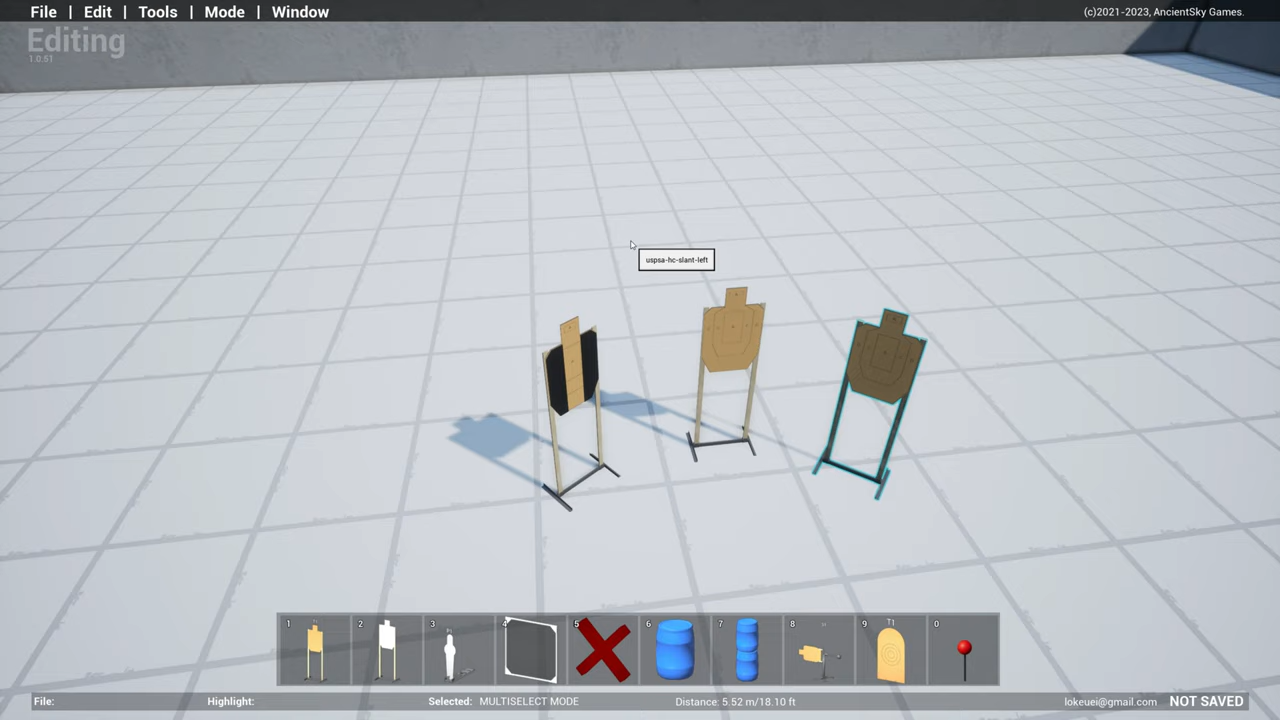 File | Edit | Tools | Mode | Window
(c)2021-2023, AncientSky Games.
Editing
1.0.51
uspsa-hc-slant-left
1 2 3 4 5 6 7 8 9 0
T1
File: Highlight: Selected: MULTISELECT MODE Distance: 5.52 m/18.10 ft lokeuei@gmail.com NOT SAVED